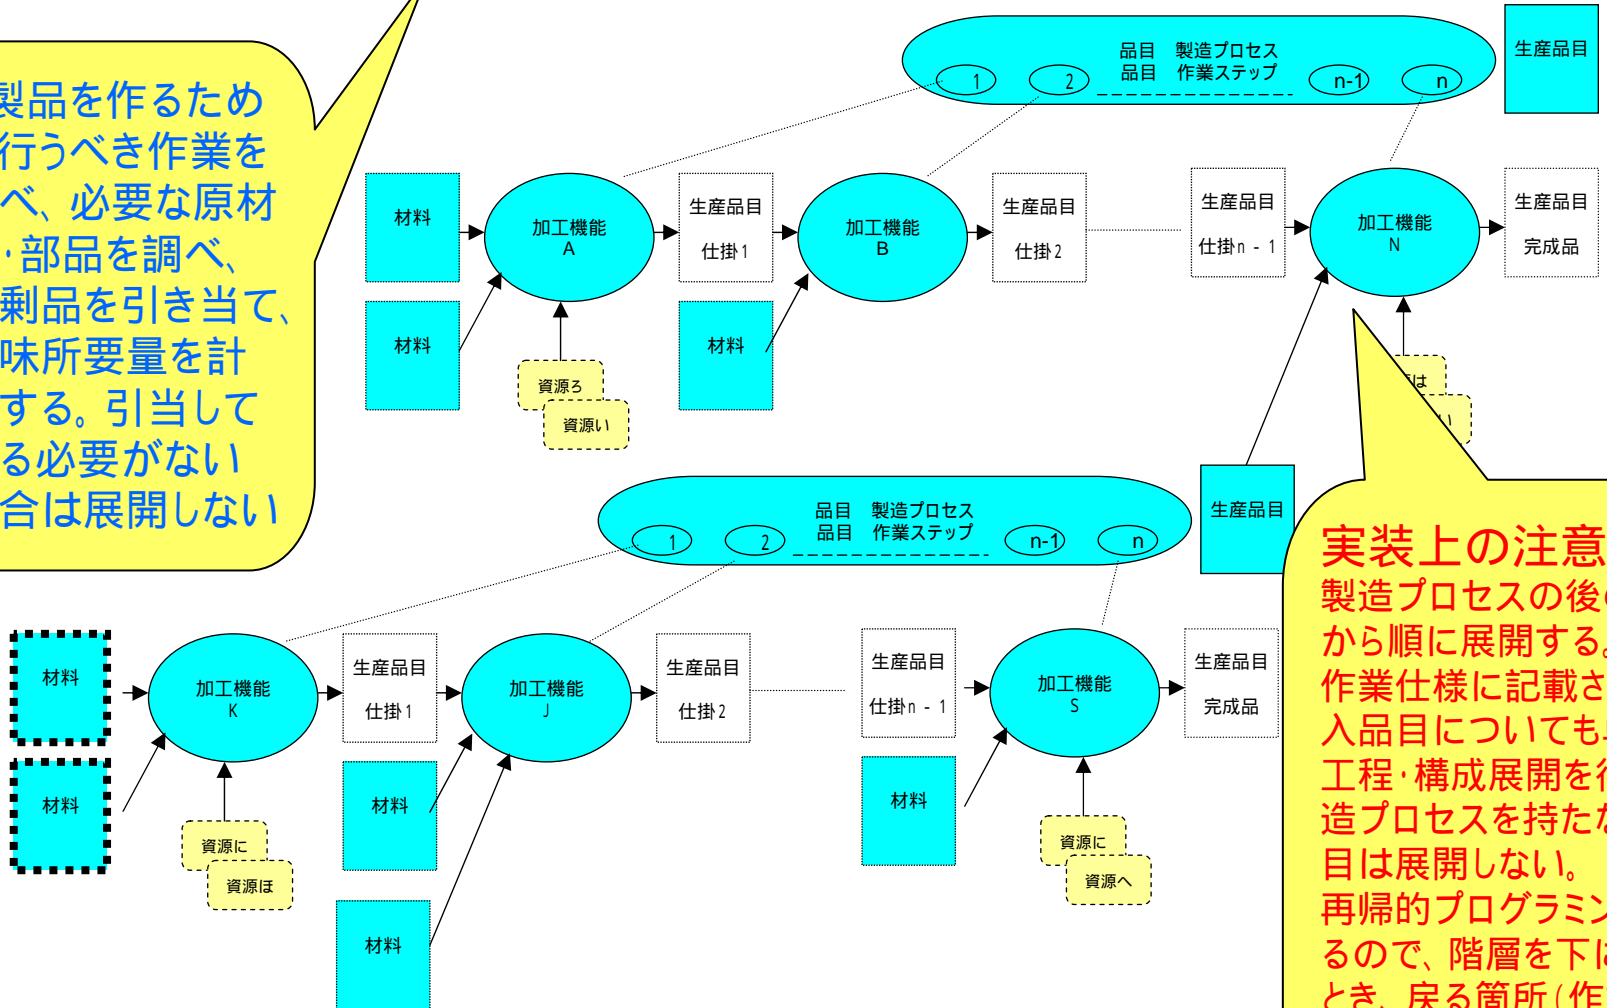 製品を作るため
行うべき作業を
べ、必要な原材
・部品を調べ、
剰品を引き当て、
味所要量を計
する。引当して
る必要がない
合は展開しない
品目 製造プロセス
品目 作業ステップ
1
2
n-1
n
生産品目
材料
加工機能
A
生産品目
仕掛1
加工機能
B
生産品目
仕掛2
生産品目
仕掛n - 1
加工機能
N
生産品目
完成品
材料
資源ろ
資源い
材料
は
い
品目 製造プロセス
品目 作業ステップ
1
2
n-1
n
生産品目
材料
加工機能
K
生産品目
仕掛1
加工機能
J
生産品目
仕掛2
生産品目
仕掛n - 1
加工機能
S
生産品目
完成品
材料
資源に
資源ほ
材料
材料
材料
資源に
資源へ
実装上の注意
製造プロセスの後の
から順に展開する。
作業仕様に記載さ
入品目についても
工程・構成展開を
造プロセスを持たな
目は展開しない。
再帰的プログラミン
るので、階層を下に
とき、戻る箇所(作